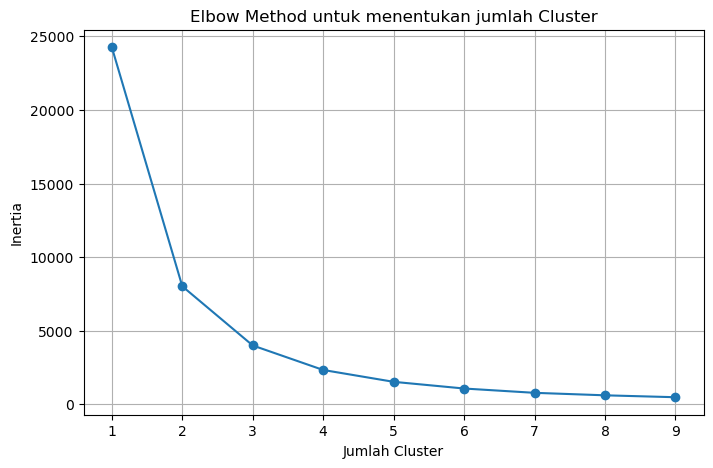 Elbow Method untuk menentukan jumlah Cluster
25000
20000
15000
10000
5000
0
Inertia
1 2 3 4 5 6 7 8 9
Jumlah Cluster